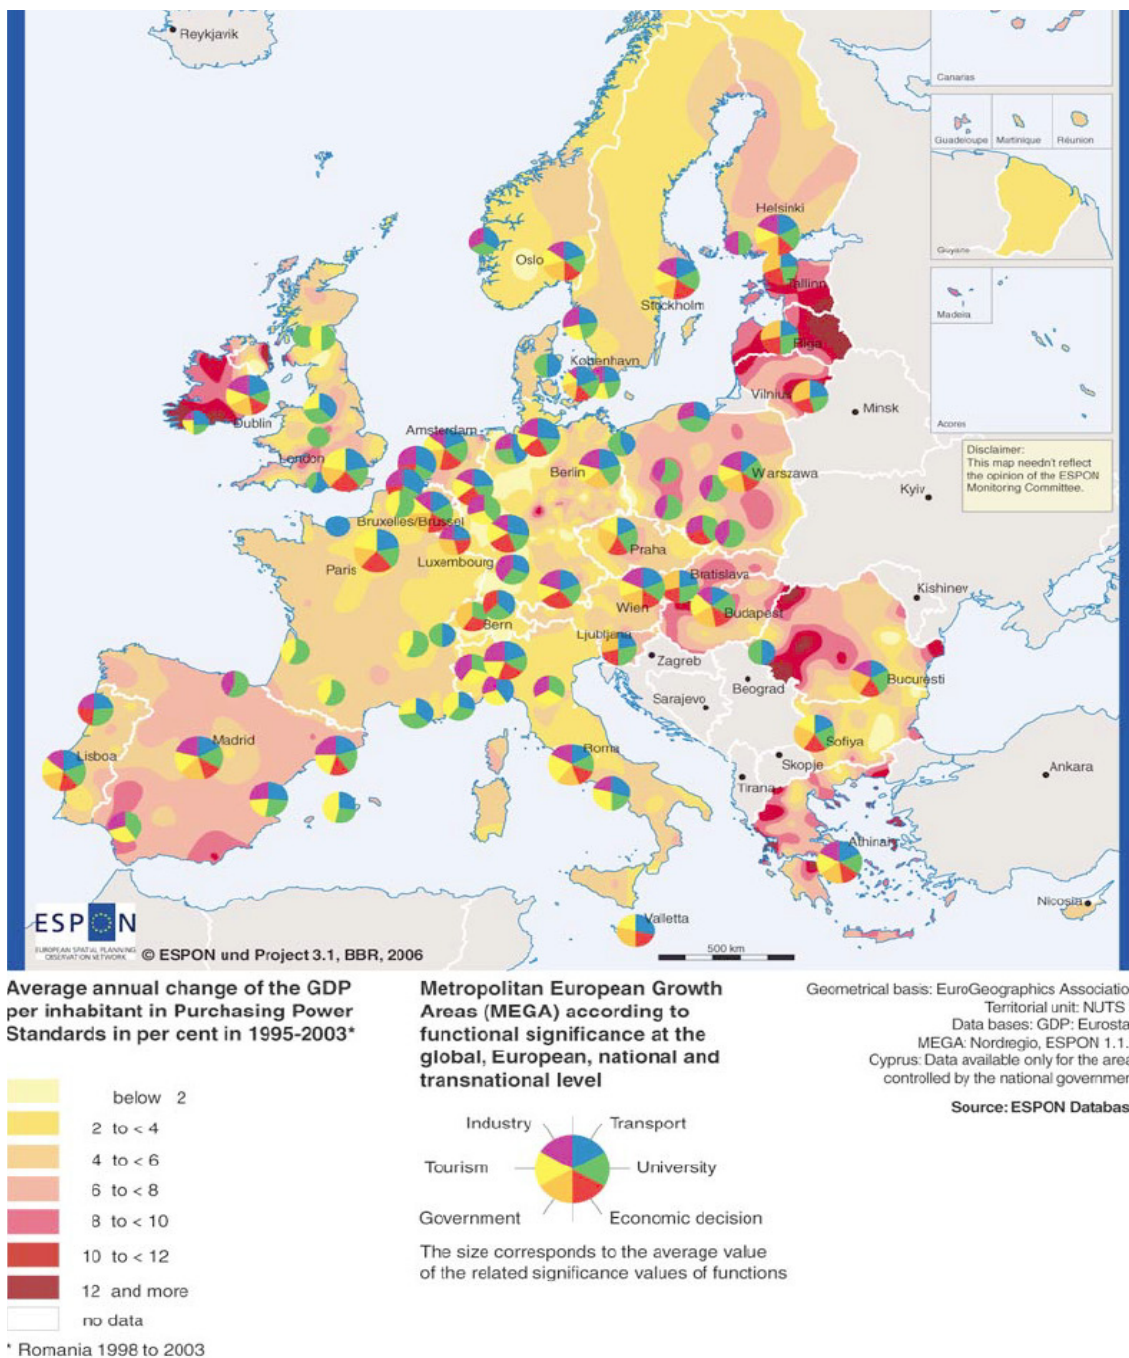 Reykjavik
Canarias
Guadeloupe
Martinique
Réunion
Guyane
Madeira
Acores
Helsinki
Oslo
Tallinn
Stockholm
Riga
København
Vilnius
Minsk
Dublin
Amsterdam
London
Berlin
Warszawa
Disclaimer:
This map needn't reflect
the opinion of the ESPON
Monitoring Committee.
Kyiv
Bruxelles/Brussel
Paris
Luxembourg
Praha
Bratislava
Kishinev
Wien
Budapest
Bern
Ljubljana
Zagreb
Beograd
Bucuresti
Sarajevo
Lisboa
Madrid
Roma
Sofiya
Skopje
Tirana
Ankara
Athinai
Nicosia
Valletta
ESPON
EUROPEAN SPATIAL PLANNING
OBSERVATION NETWORK
© ESPON und Project 3.1, BBR, 2006
500 km
Average annual change of the GDP
per inhabitant in Purchasing Power
Standards in per cent in 1995-2003*
below 2
2 to < 4
4 to < 6
6 to < 8
8 to < 10
10 to < 12
12 and more
no data
* Romania 1998 to 2003
Metropolitan European Growth
Areas (MEGA) according to
functional significance at the
global, European, national and
transnational level
Industry
Transport
Tourism
University
Government
Economic decision
The size corresponds to the average value
of the related significance values of functions
Geometrical basis: EuroGeographics Associatio
Territorial unit: NUTS
Data bases: GDP: Eurosta
MEGA: Nordregio, ESPON 1.1.
Cyprus: Data available only for the area
controlled by the national governmen
Source: ESPON Databas